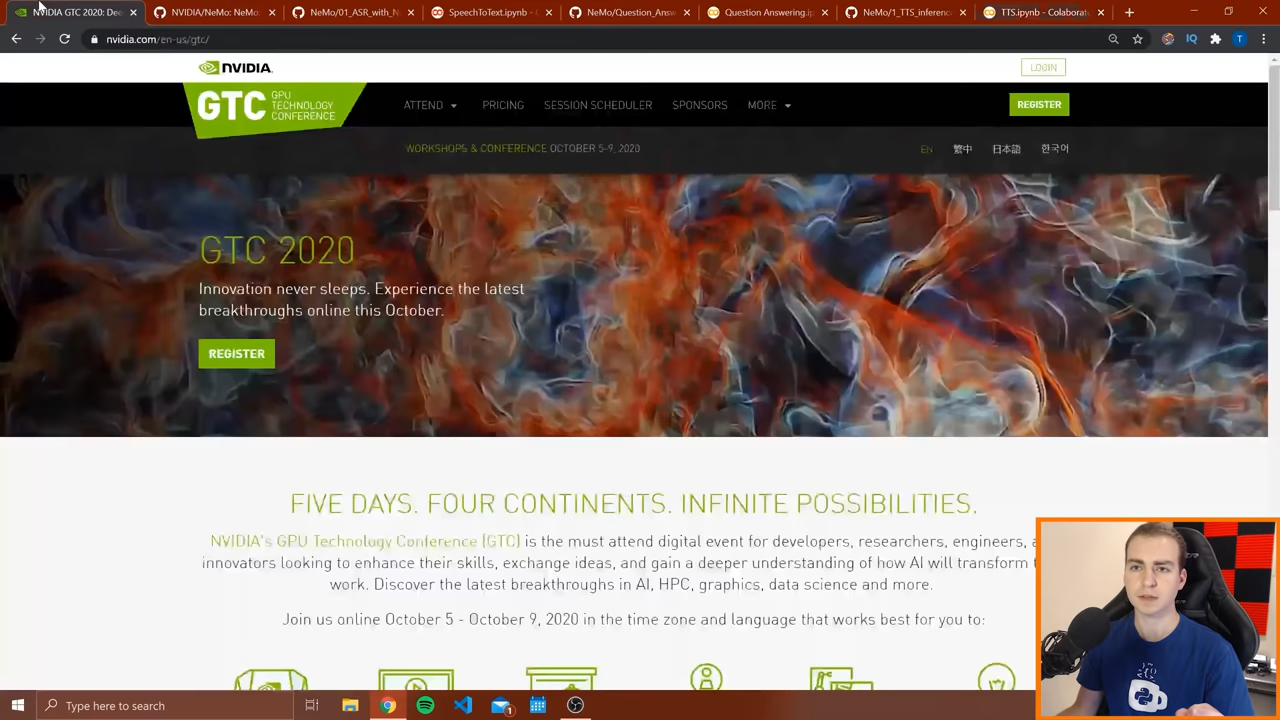 NVIDIA GTC 2020: De
NVIDIA/NeMo: NeMo:
NeMo/01_ASR_with_N
SpeechToText.ipynb -
NeMo/Question_Answ
Question Answering.ip
NeMo/1_TTS_inferenc
TTS.ipynb - Colaborat
nvidia.com/en-us/gtc/
IQ
T
NVIDIA.
LOGIN
GTC GPU
TECHNOLOGY
CONFERENCE
ATTEND
PRICING
SESSION SCHEDULER
SPONSORS
MORE
REGISTER
WORKSHOPS & CONFERENCE OCTOBER 5-9, 2020
EN
繁中
日本語
한국어
GTC 2020
Innovation never sleeps. Experience the latest
breakthroughs online this October.
REGISTER
FIVE DAYS. FOUR CONTINENTS. INFINITE POSSIBILITIES.
NVIDIA's GPU Technology Conference (GTC) is the must attend digital event for developers, researchers, engineers,
innovators looking to enhance their skills, exchange ideas, and gain a deeper understanding of how AI will transform
work. Discover the latest breakthroughs in AI, HPC, graphics, data science and more.
Join us online October 5 - October 9, 2020 in the time zone and language that works best for you to:
Type here to search
1